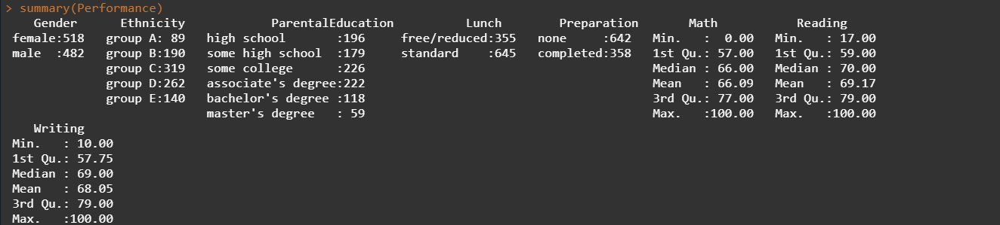 > summary(Performance)
Gender Ethnicity ParentalEducation Lunch Preparation Math Reading
female:518 group A: 89 high school :196 free/reduced:355 none :642 Min. : 0.00 Min. : 17.00
male :482 group B:190 some high school :179 standard :645 completed:358 1st Qu.: 57.00 1st Qu.: 59.00
group C:319 some college :226 Median : 66.00 Median : 70.00
group D:262 associate's degree:222 Mean : 66.09 Mean : 69.17
group E:140 bachelor's degree :118 3rd Qu.: 77.00 3rd Qu.: 79.00
master's degree : 59 Max. :100.00 Max. :100.00
Writing
Min. : 10.00
1st Qu.: 57.75
Median : 69.00
Mean : 68.05
3rd Qu.: 79.00
Max. :100.00